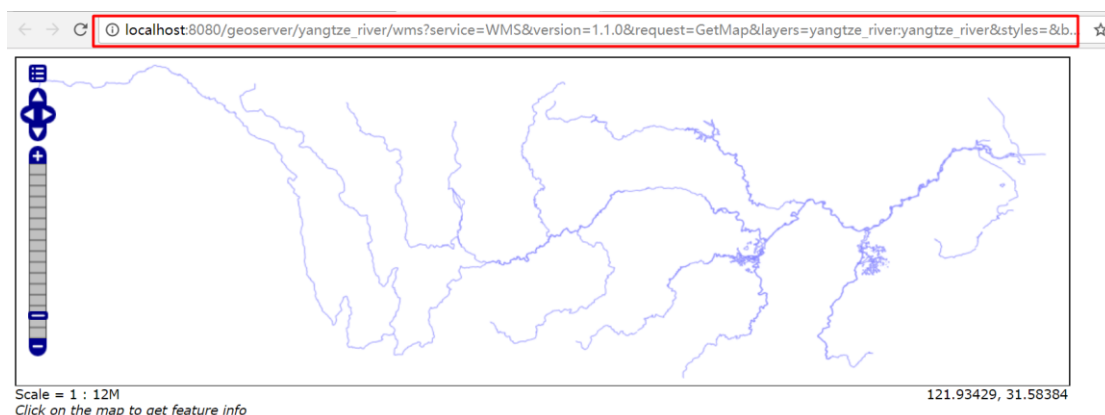 localhost:8080/geoserver/yangtze_river/wms?service=WMS&version=1.1.0&request=GetMap&layers=yangtze_river:yangtze_river&styles=&b...
Scale = 1 : 12M
121.93429, 31.58384
Click on the map to get feature info